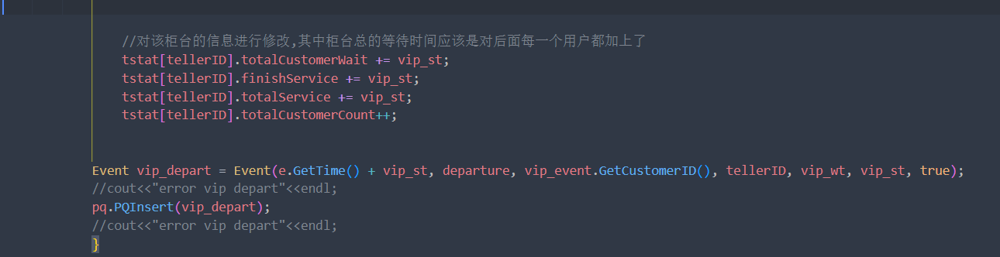 //对该柜台的信息进行修改,其中柜台总的等待时间应该是对后面每一个用户都加上了
tstat[tellerID].totalCustomerWait += vip_st;
tstat[tellerID].finishService += vip_st;
tstat[tellerID].totalService += vip_st;
tstat[tellerID].totalCustomerCount++;
Event vip_depart = Event(e.GetTime() + vip_st, departure, vip_event.GetCustomerID(), tellerID, vip_wt, vip_st, true);
//cout<<"error vip depart"<<endl;
pq.PQInsert(vip_depart);
//cout<<"error vip depart"<<endl;
}